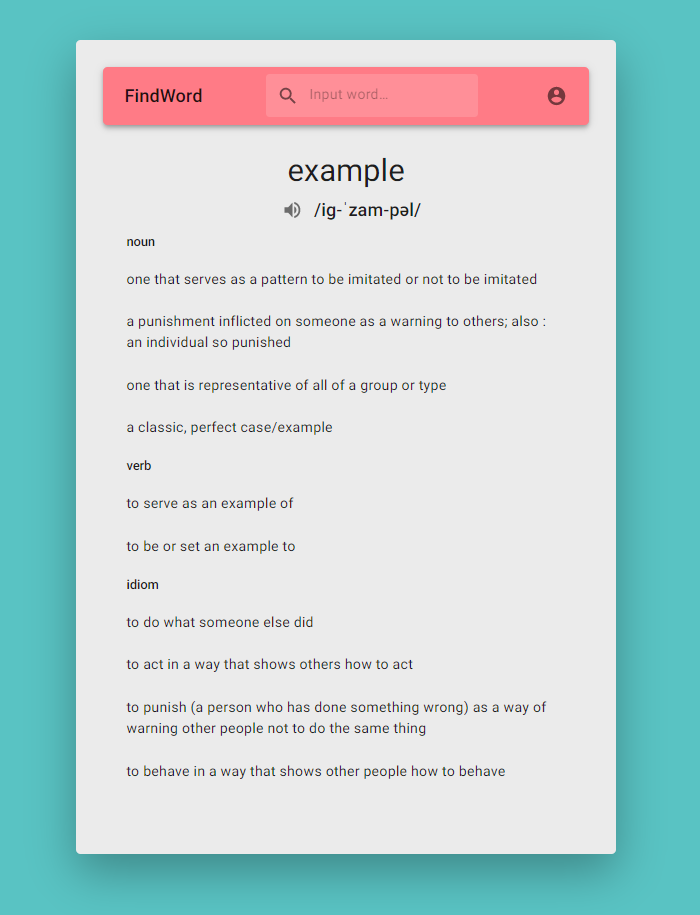 FindWord
Input word...
example
/ig-ˈzam-pəl/
noun
one that serves as a pattern to be imitated or not to be imitated
a punishment inflicted on someone as a warning to others; also :
an individual so punished
one that is representative of all of a group or type
a classic, perfect case/example
verb
to serve as an example of
to be or set an example to
idiom
to do what someone else did
to act in a way that shows others how to act
to punish (a person who has done something wrong) as a way of
warning other people not to do the same thing
to behave in a way that shows other people how to behave